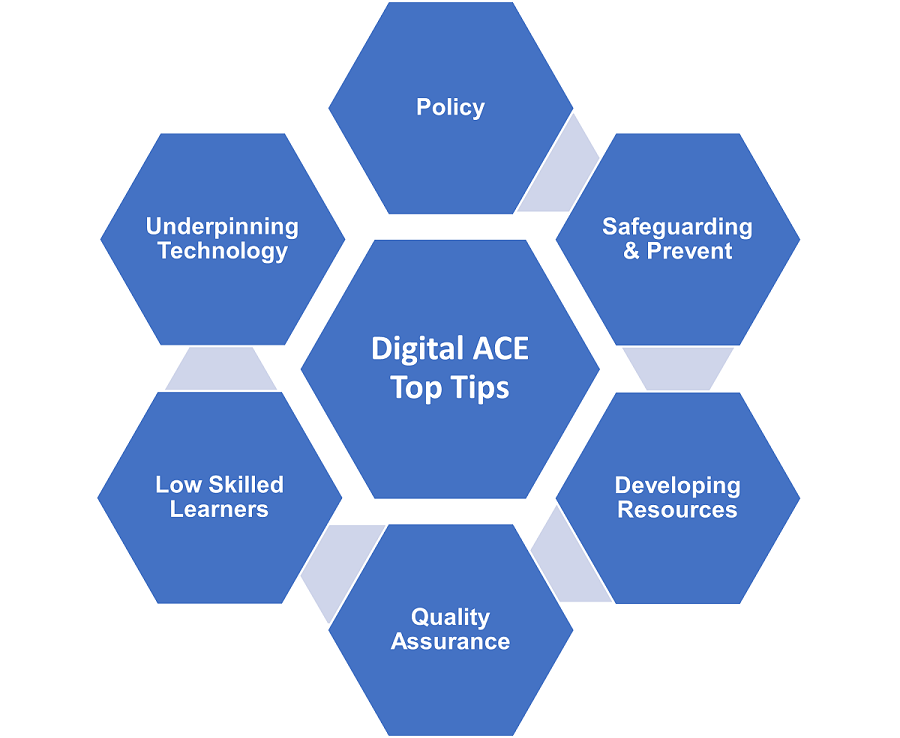 Policy
Safeguarding
& Prevent
Developing
Resources
Quality
Assurance
Low Skilled
Learners
Underpinning
Technology
Digital ACE
Top Tips